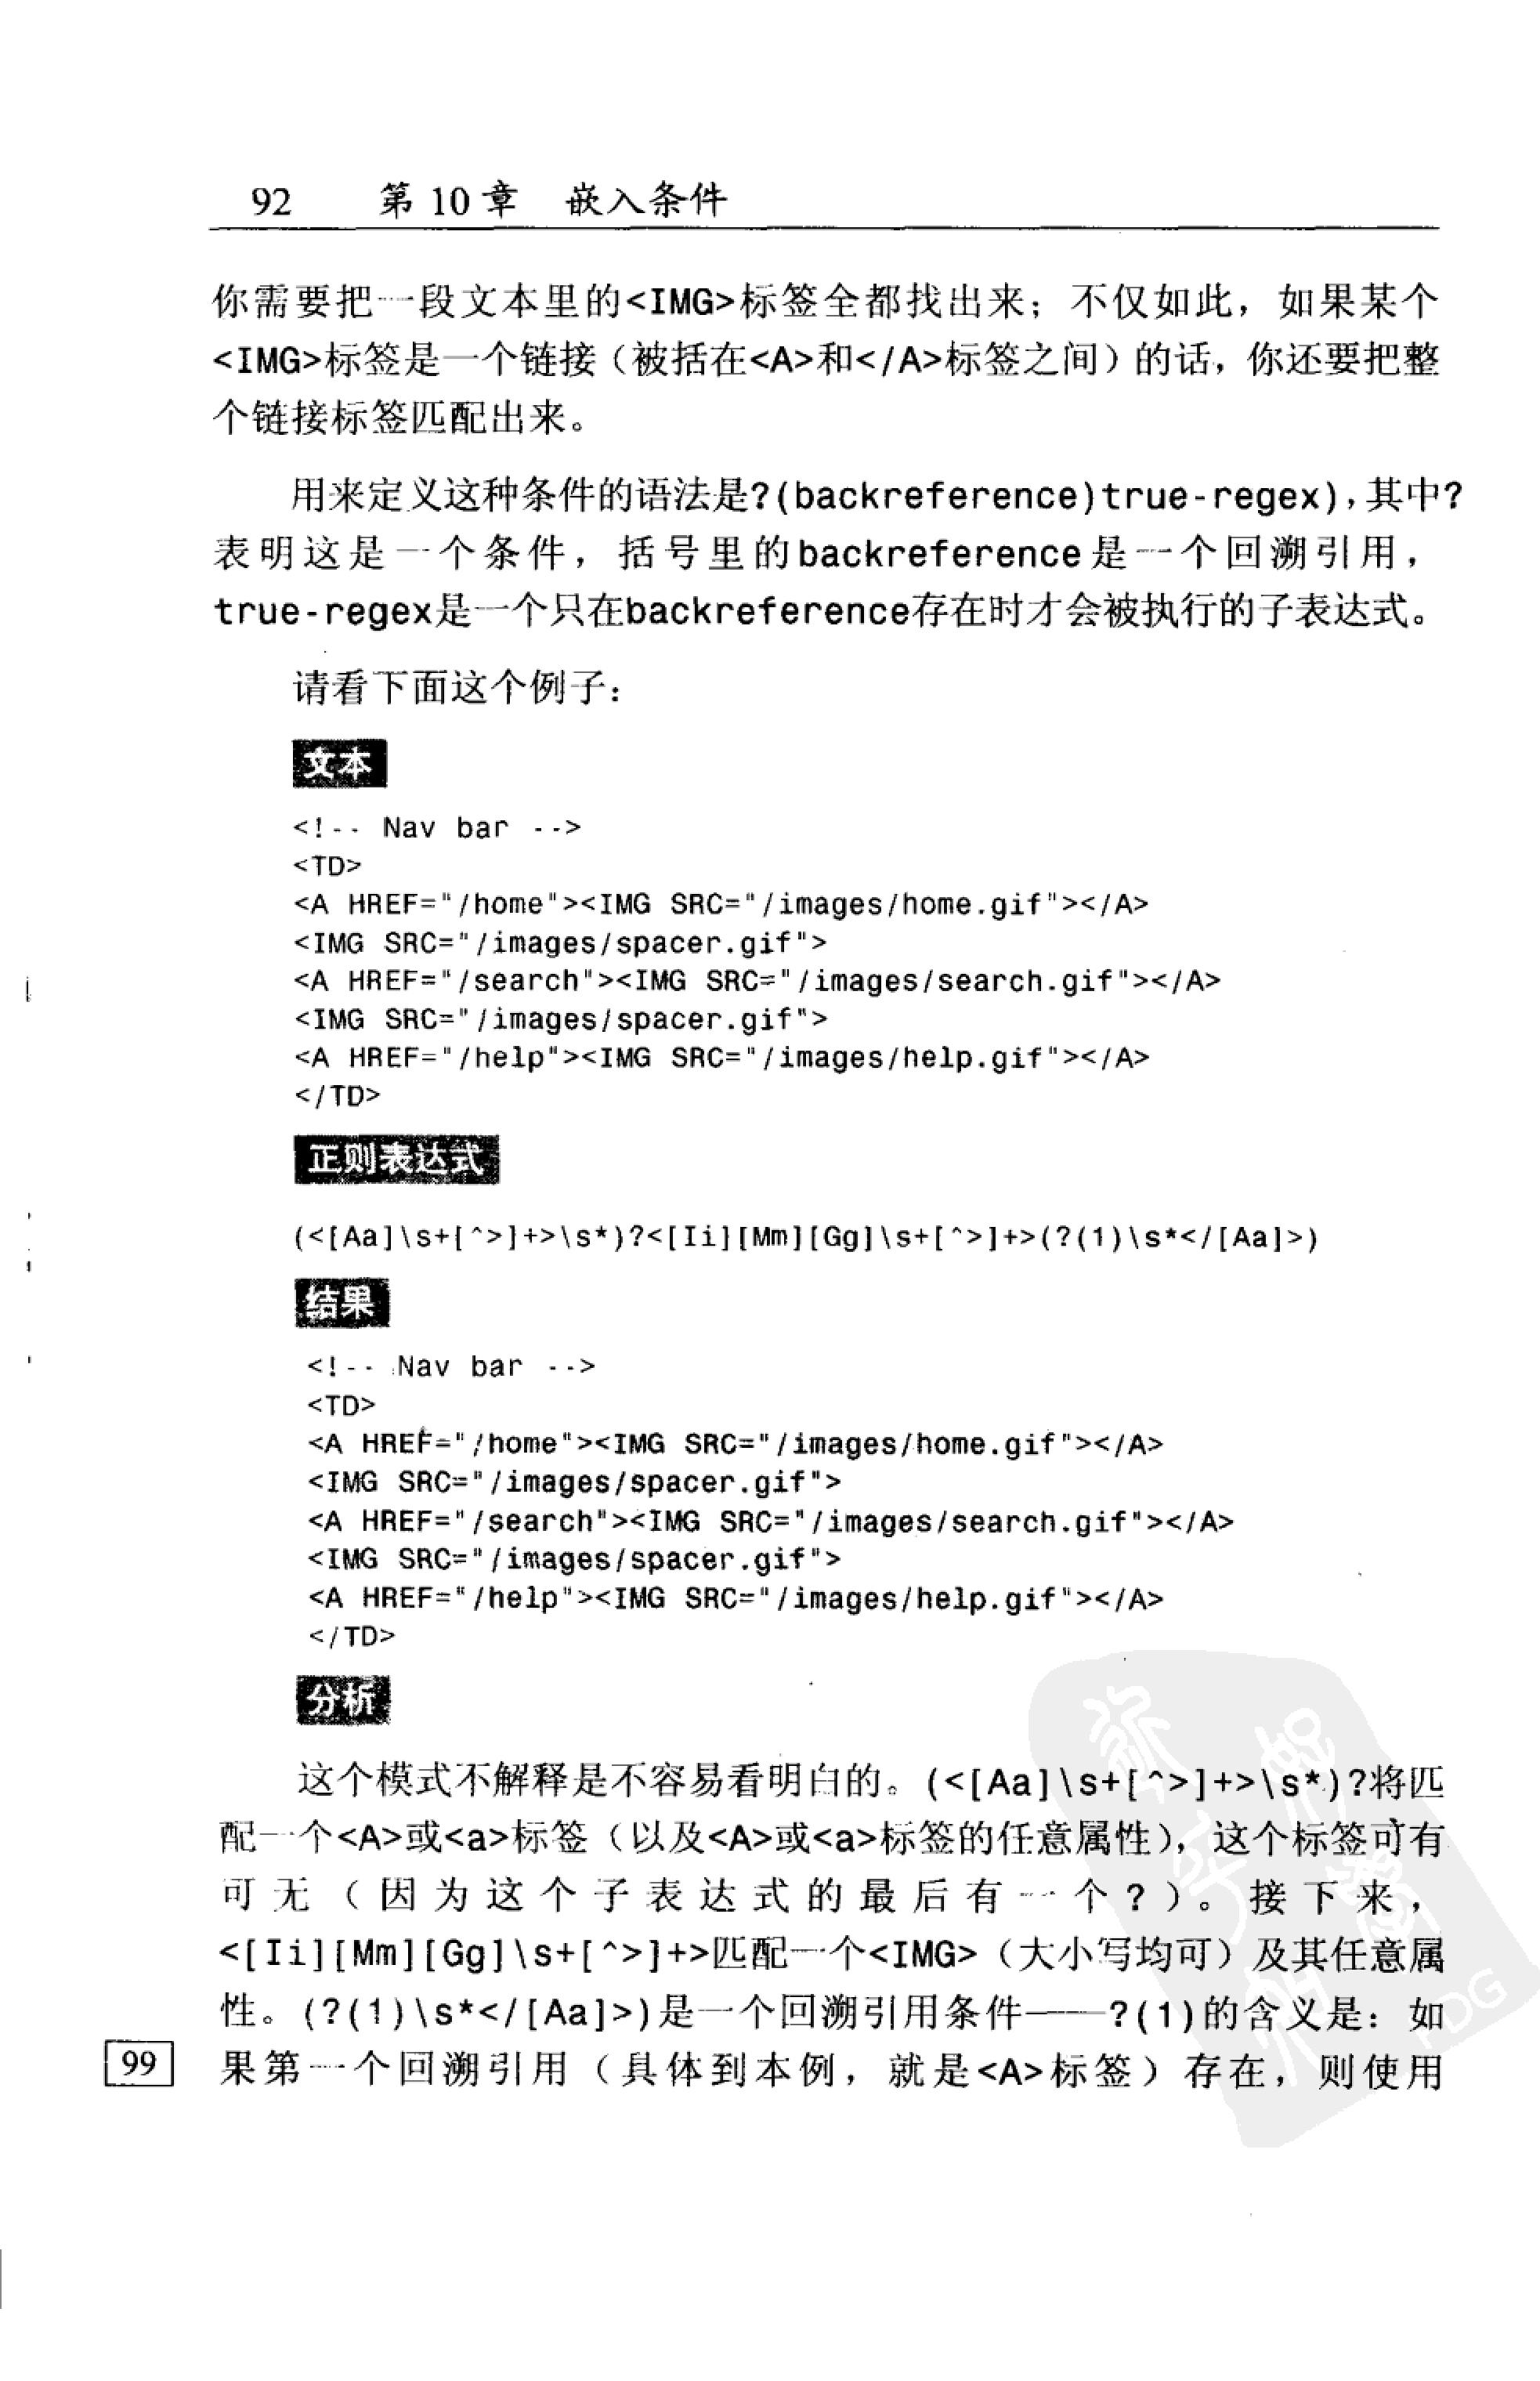 92 第 10 章 嵌入条件
你需要把一段文本里的<IMG>标签全都找出来；不仅如此，如果某个
<IMG>标签是一个链接（被括在<A>和</A>标签之间）的话，你还要把整
个链接标签匹配出来。
用来定义这种条件的语法是?(backreference)true-regex)，其中?
表明这是一个条件，括号里的backreference是一个回溯引用，
true-regex是一个只在backreference存在时才会被执行的子表达式。
请看下面这个例子：
文本
<!-- Nav bar -->
<TD>
<A HREF="/home"><IMG SRC="/images/home.gif"></A>
<IMG SRC="/images/spacer.gif">
<A HREF="/search"><IMG SRC="/images/search.gif"></A>
<IMG SRC="/images/spacer.gif">
<A HREF="/help"><IMG SRC="/images/help.gif"></A>
</TD>
正则表达式
(<[Aa]\s+[^>]+>\s*)?<[Ii][Mm][Gg]\s+[^>]+>(?(1)\s*</[Aa]>)
结果
<!-- Nav bar -->
<TD>
<A HREF="/home"><IMG SRC="/images/home.gif"></A>
<IMG SRC="/images/spacer.gif">
<A HREF="/search"><IMG SRC="/images/search.gif"></A>
<IMG SRC="/images/spacer.gif">
<A HREF="/help"><IMG SRC="/images/help.gif"></A>
</TD>
分析
这个模式不解释是不容易看明白的。(<[Aa]\s+[^>]+>\s*)?将匹
配一个<A>或<a>标签（以及<A>或<a>标签的任意属性），这个标签可有
可无（因为这个子表达式的最后有一个?）。接下来，
<[Ii][Mm][Gg]\s+[^>]+>匹配一个<IMG>（大小写均可）及其任意属
性。(?(1)\s*</[Aa]>)是一个回溯引用条件——?(1)的含义是：如
果第一个回溯引用（具体到本例，就是<A>标签）存在，则使用
99
PDG